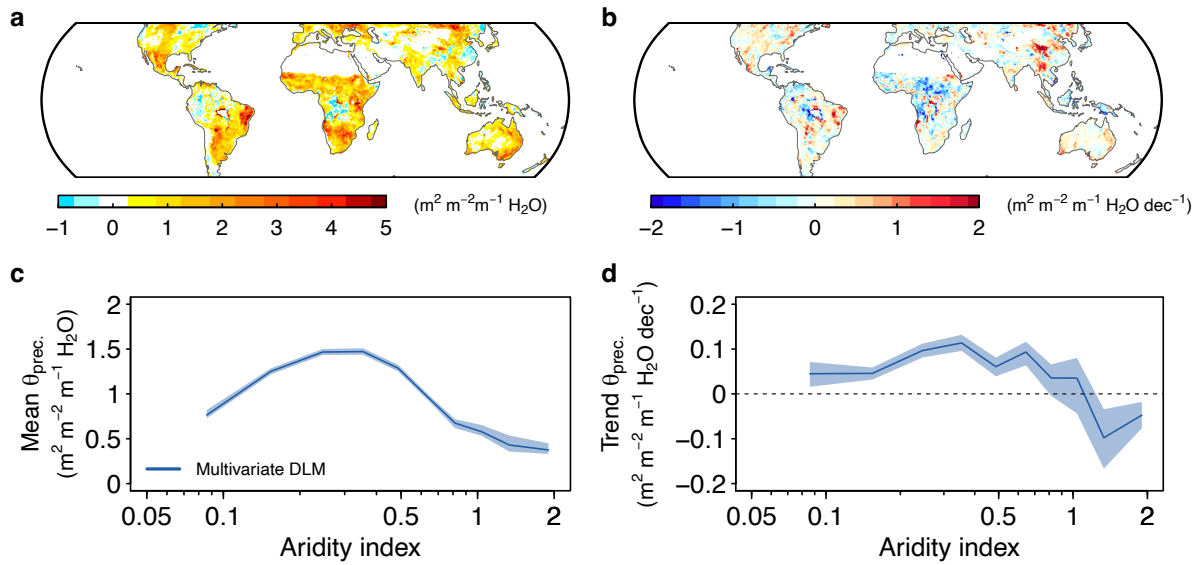 a
b
−1 0 1 2 3 4 5
(m² m⁻²m⁻¹ H₂O)
−2 −1 0 1 2
(m² m⁻² m⁻¹ H₂O dec⁻¹)
c
Mean θprec.
(m² m⁻² m⁻¹ H₂O)
2
1.5
1
0.5
0
Multivariate DLM
0.05 0.1 0.5 1 2
Aridity index
d
Trend θprec.
(m² m⁻² m⁻¹ H₂O dec⁻¹)
0.2
0.1
0
−0.1
−0.2
0.05 0.1 0.5 1 2
Aridity index